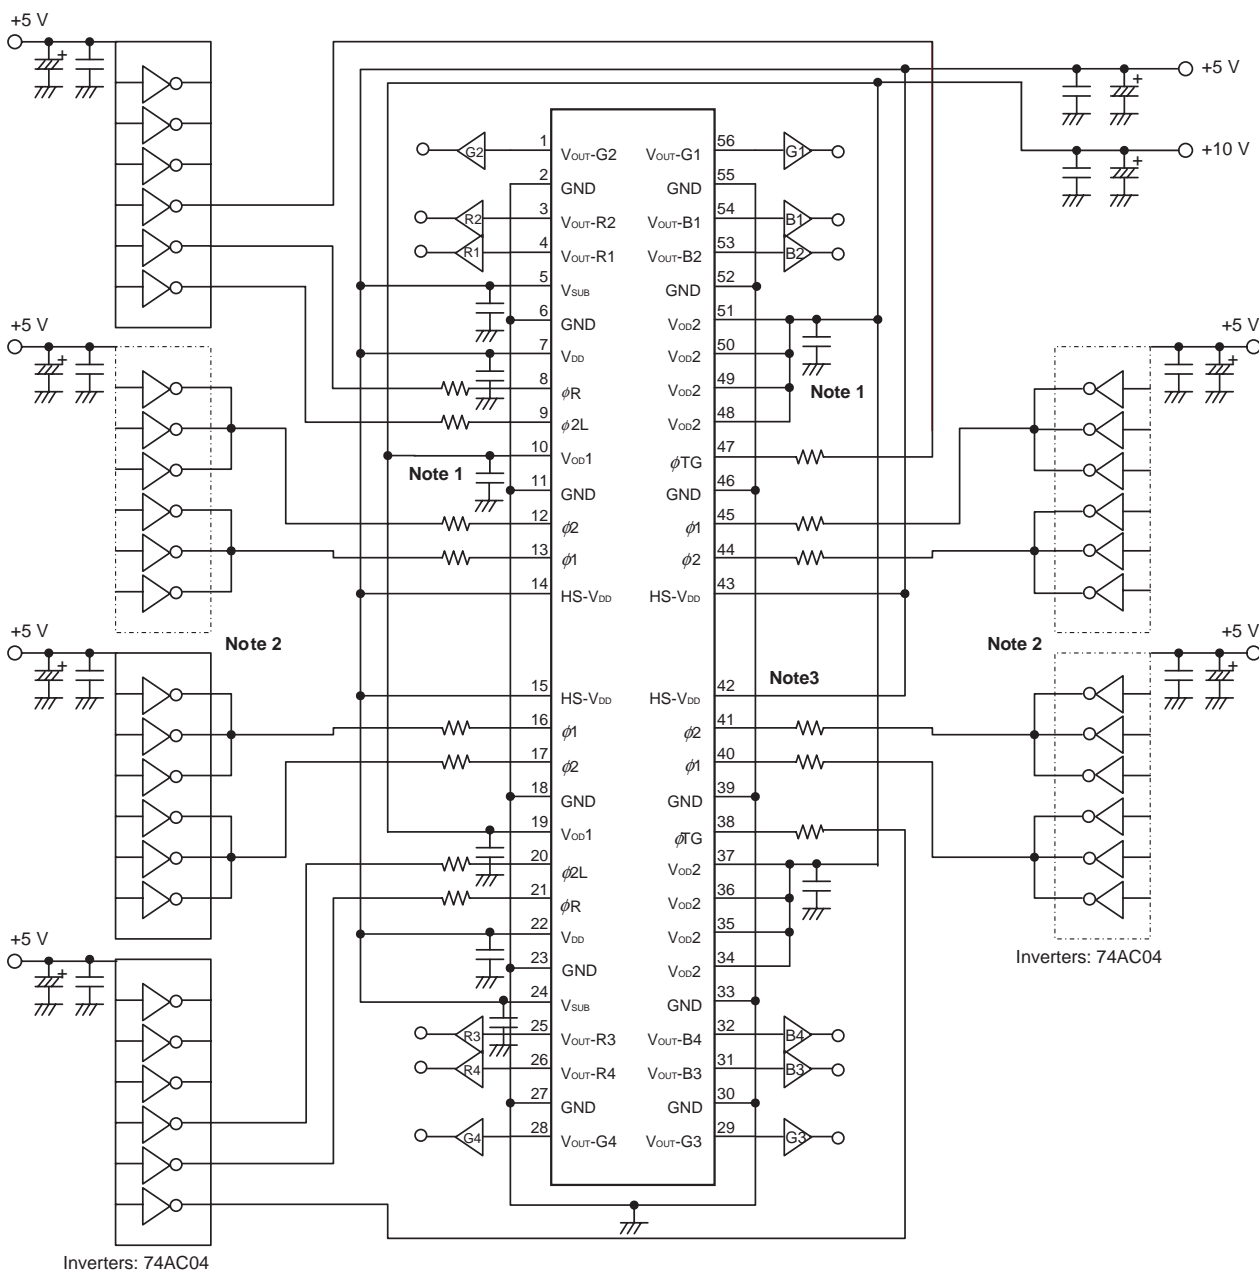 +5 V
+5 V
+10 V
G2 1 VOUT-G2 VOUT-G1 56 G1
2 GND GND 55
R2 3 VOUT-R2 VOUT-B1 54 B1
R1 4 VOUT-R1 VOUT-B2 53 B2
5 VSUB GND 52
6 GND VOD2 51
+5 V +5 V
7 VDD VOD2 50
8 ϕR VOD2 49 Note 1
9 ϕ2L VOD2 48
Note 1 10 VOD1 ϕTG 47
11 GND GND 46
12 ϕ2 ϕ1 45
13 ϕ1 ϕ2 44
14 HS-VDD HS-VDD 43
+5 V Note 2 Note 2 +5 V
Note3
15 HS-VDD HS-VDD 42
16 ϕ1 ϕ2 41
17 ϕ2 ϕ1 40
18 GND GND 39
19 VOD1 ϕTG 38
20 ϕ2L VOD2 37
21 ϕR VOD2 36
22 VDD VOD2 35
+5 V
23 GND VOD2 34
Inverters: 74AC04
24 VSUB GND 33
R3 25 VOUT-R3 VOUT-B4 32 B4
R4 26 VOUT-R4 VOUT-B3 31 B3
27 GND GND 30
G4 28 VOUT-G4 VOUT-G3 29 G3
Inverters: 74AC04